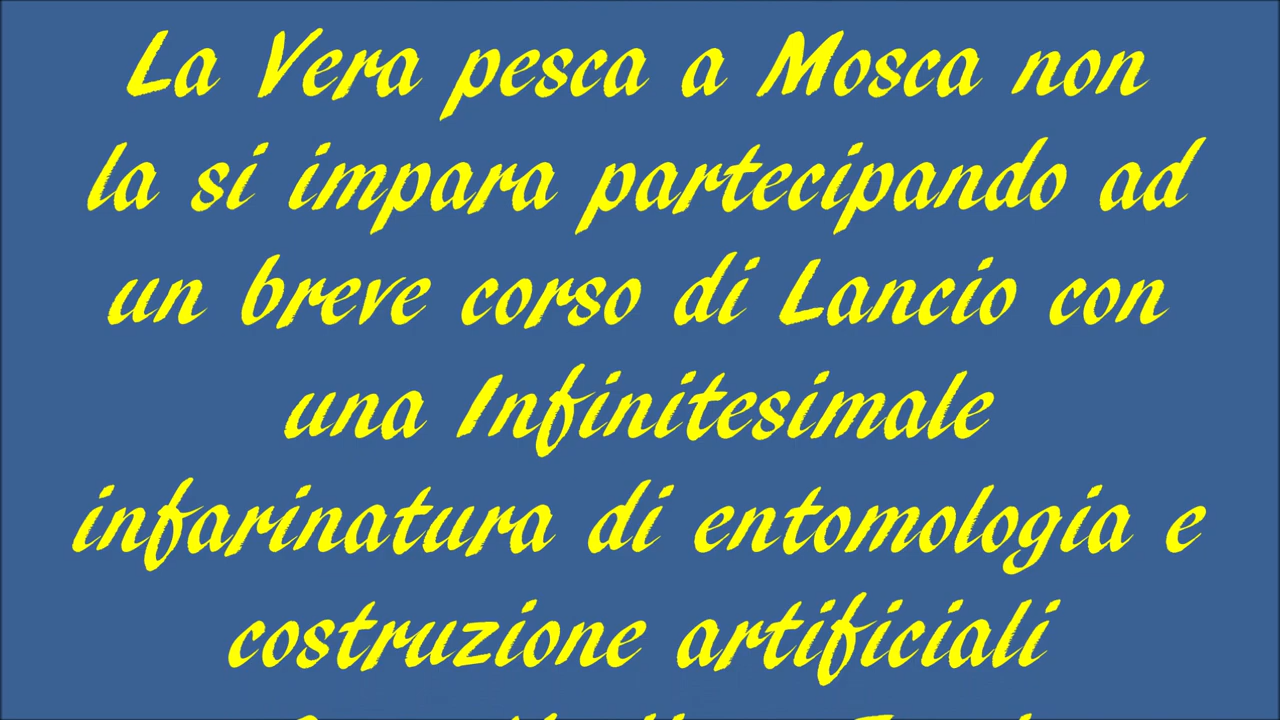 La Vera pesca a Mosca non
la si impara partecipando ad
un breve corso di Lancio con
una Infinitesimale
infarinatura di entomologia e
costruzione artificiali